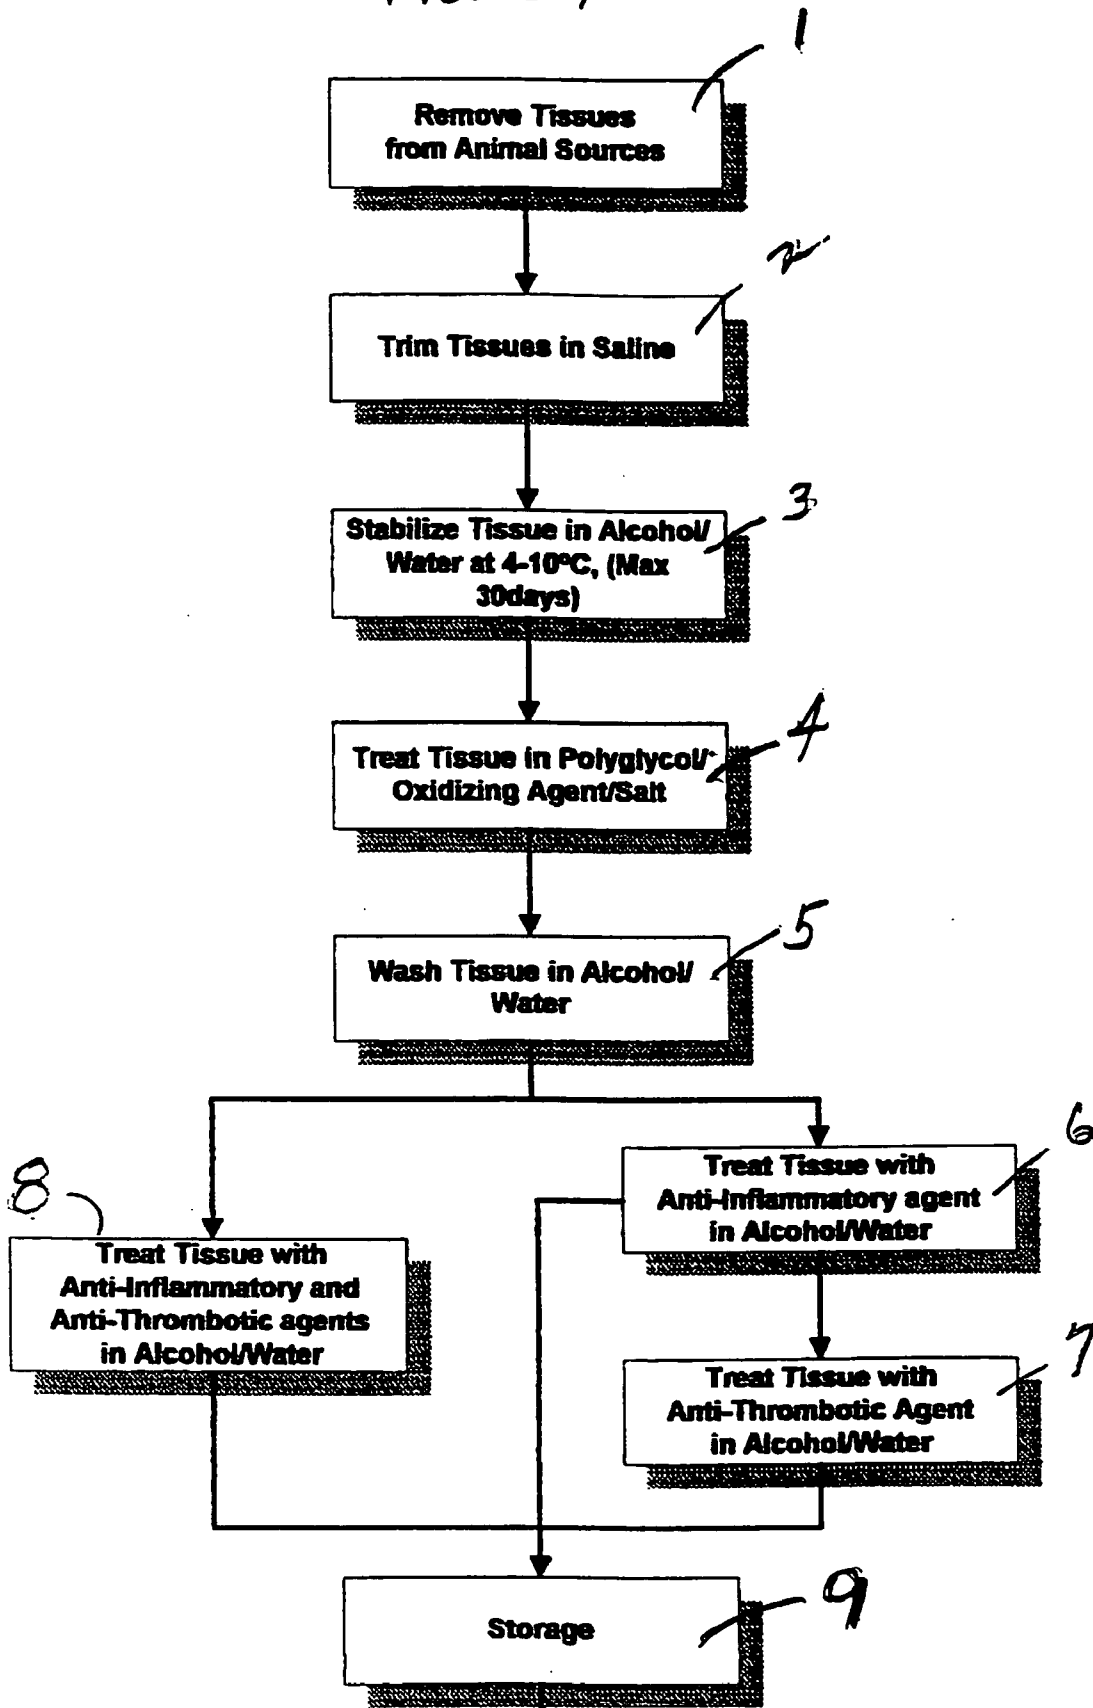 1
Remove Tissues
from Animal Sources
2
Trim Tissues in Saline
3
Stabilize Tissue in Alcohol/
Water at 4-10ºC, (Max
30days)
4
Treat Tissue in Polyglycol/
Oxidizing Agent/Salt
5
Wash Tissue in Alcohol/
Water
6
Treat Tissue with
Anti-Inflammatory agent
in Alcohol/Water
8
Treat Tissue with
Anti-Inflammatory and
Anti-Thrombotic agents
in Alcohol/Water
7
Treat Tissue with
Anti-Thrombotic Agent
in Alcohol/Water
9
Storage